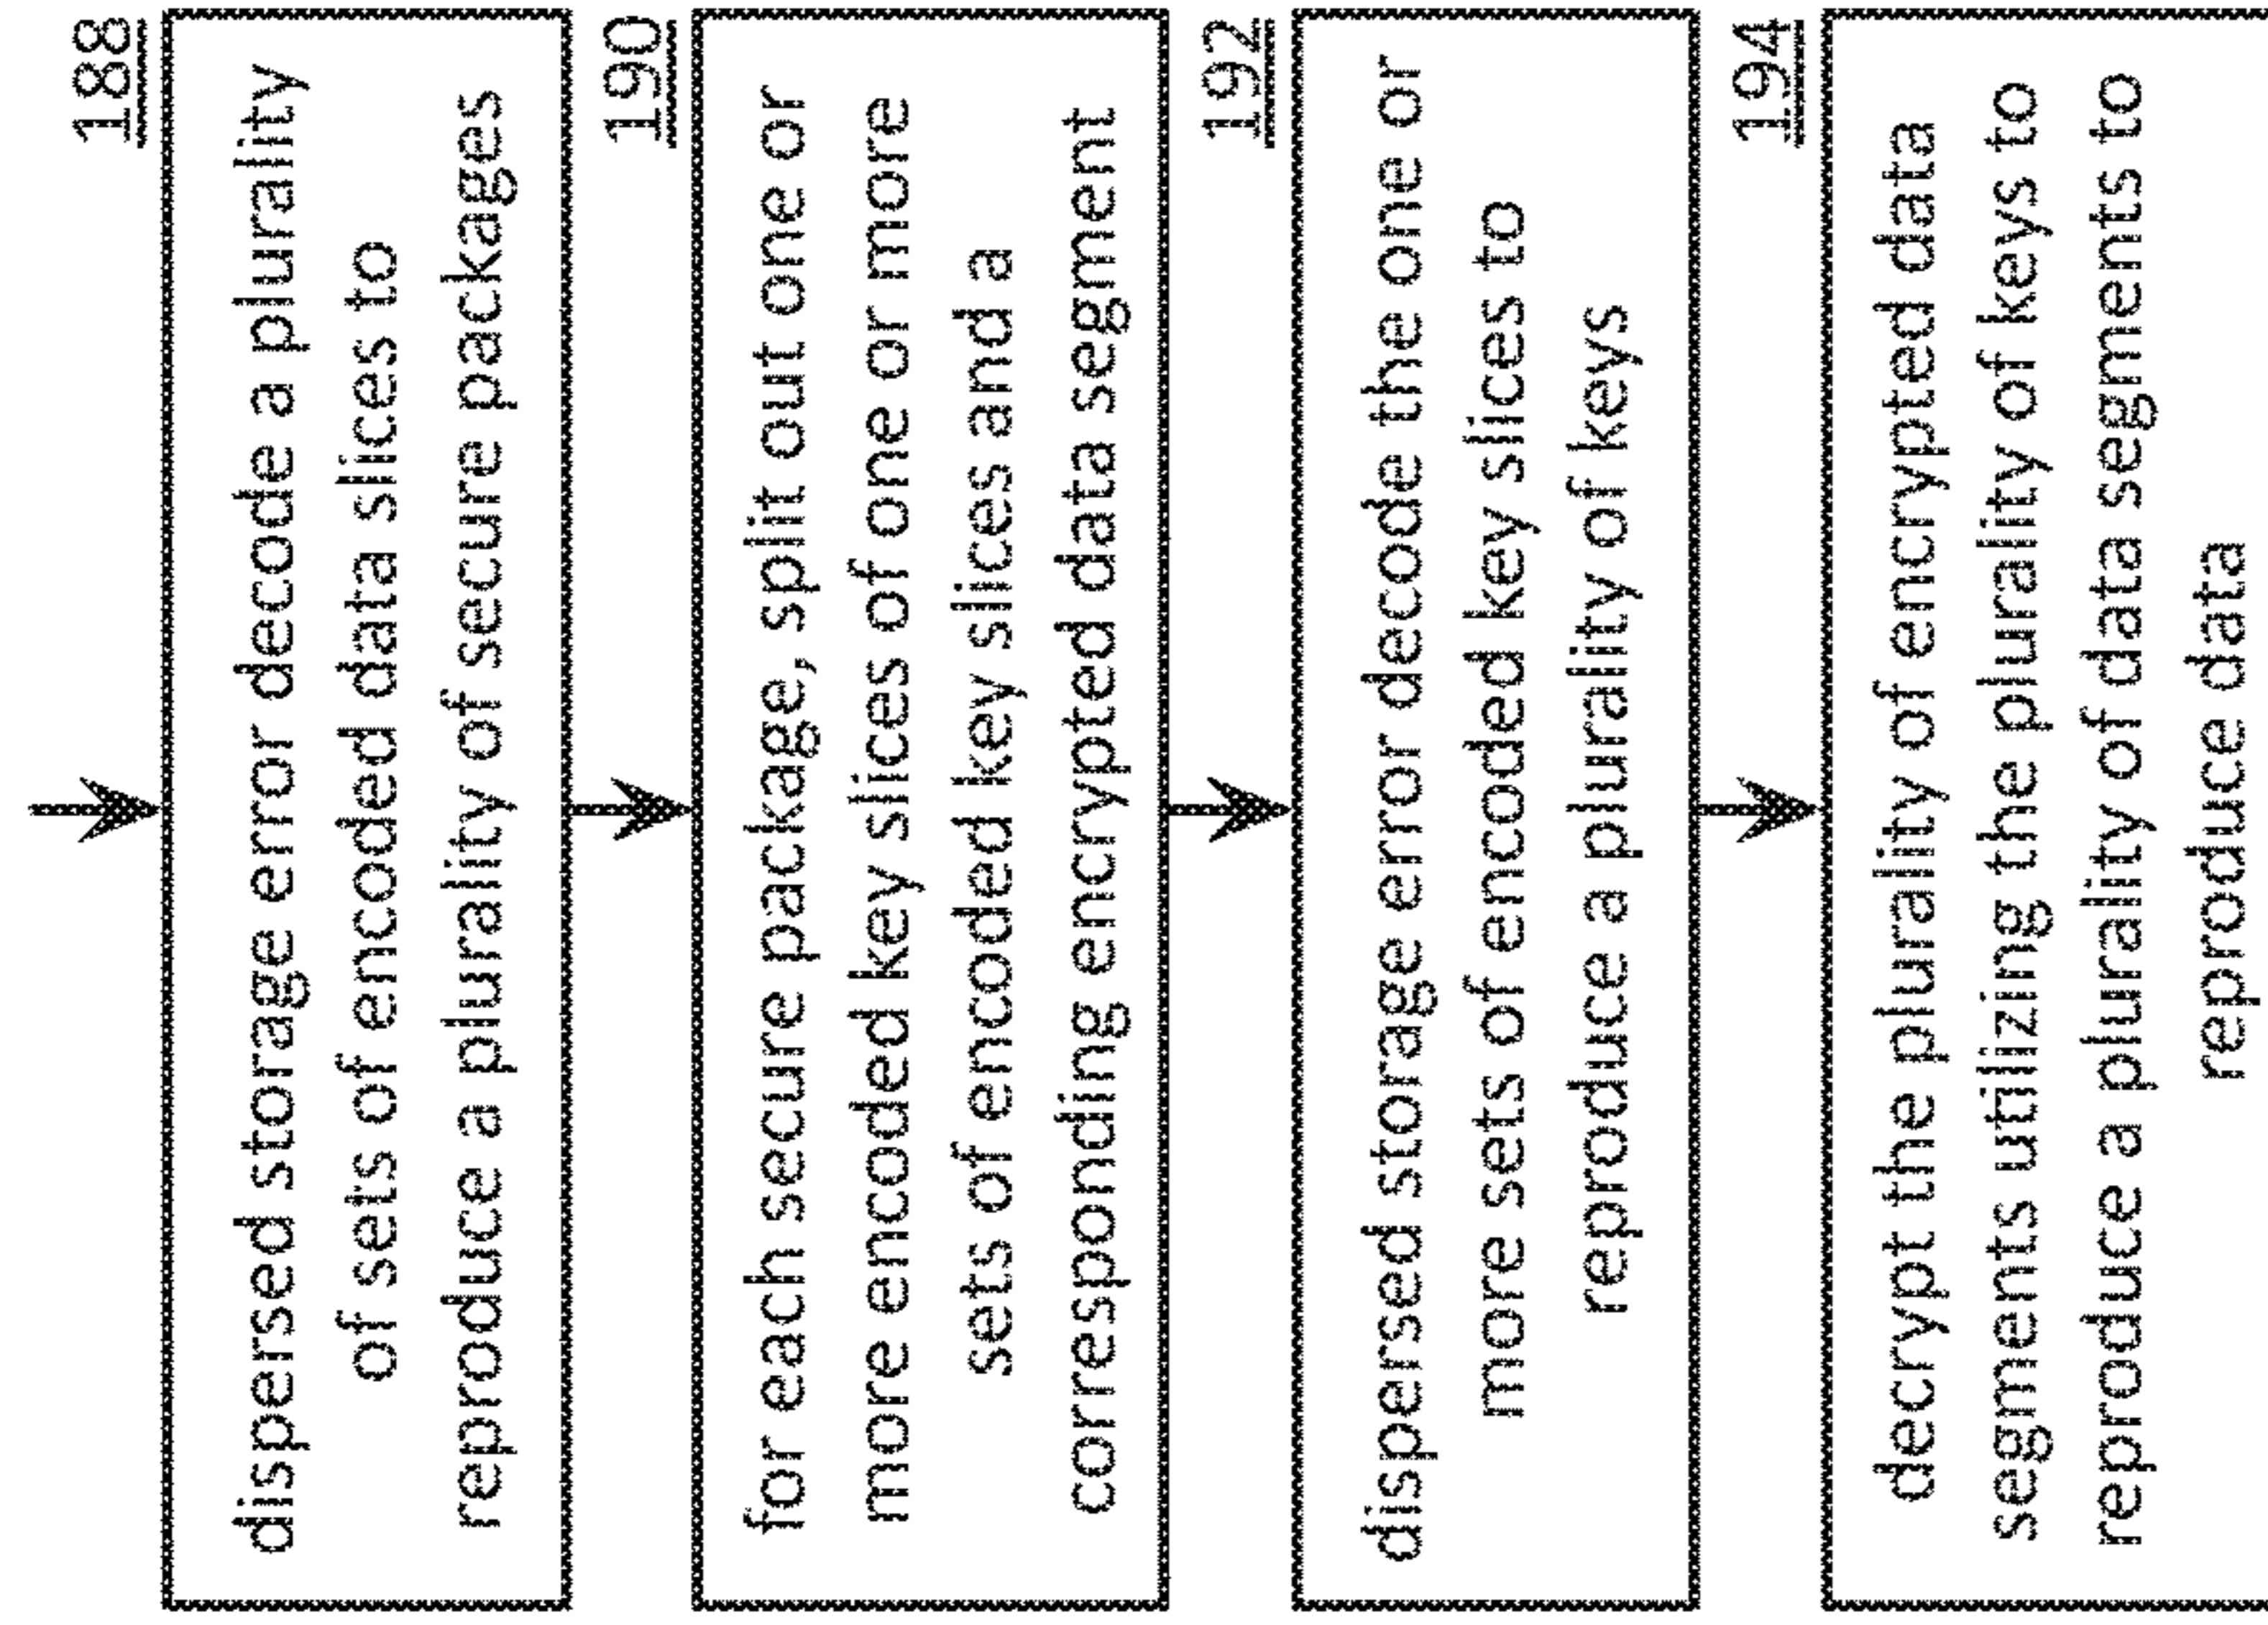 188
dispersed storage error decode a plurality
of sets of encoded data slices to
reproduce a plurality of secure packages
190
for each secure package, split out one or
more encoded key slices of one or more
sets of encoded key slices and a
corresponding encrypted data segment
192
dispersed storage error decode the one or
more sets of encoded key slices to
reproduce a plurality of keys
194
decrypt the plurality of encrypted data
segments utilizing the plurality of keys to
reproduce a plurality of data segments to
reproduce data